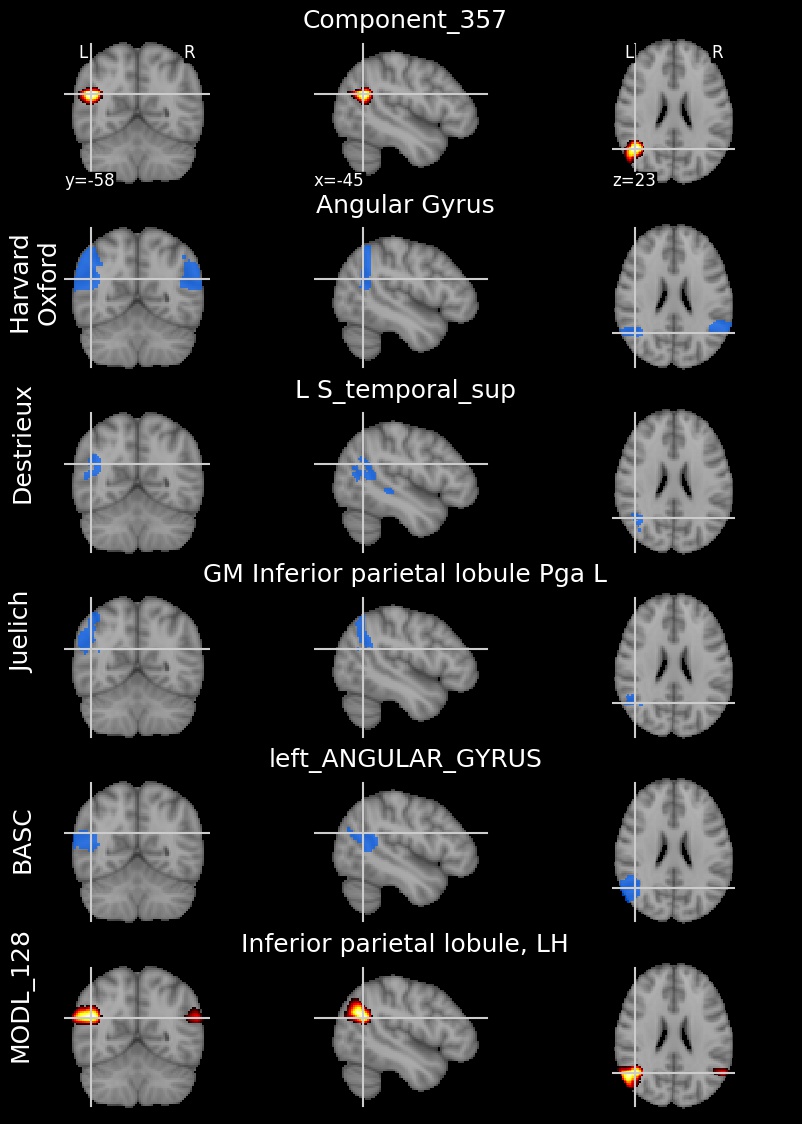 Component_357
L R
L R
y=-58
x=-45
z=23
Angular Gyrus
Harvard
Oxford
L S_temporal_sup
Destrieux
GM Inferior parietal lobule Pga L
Juelich
left_ANGULAR_GYRUS
BASC
Inferior parietal lobule, LH
MODL_128